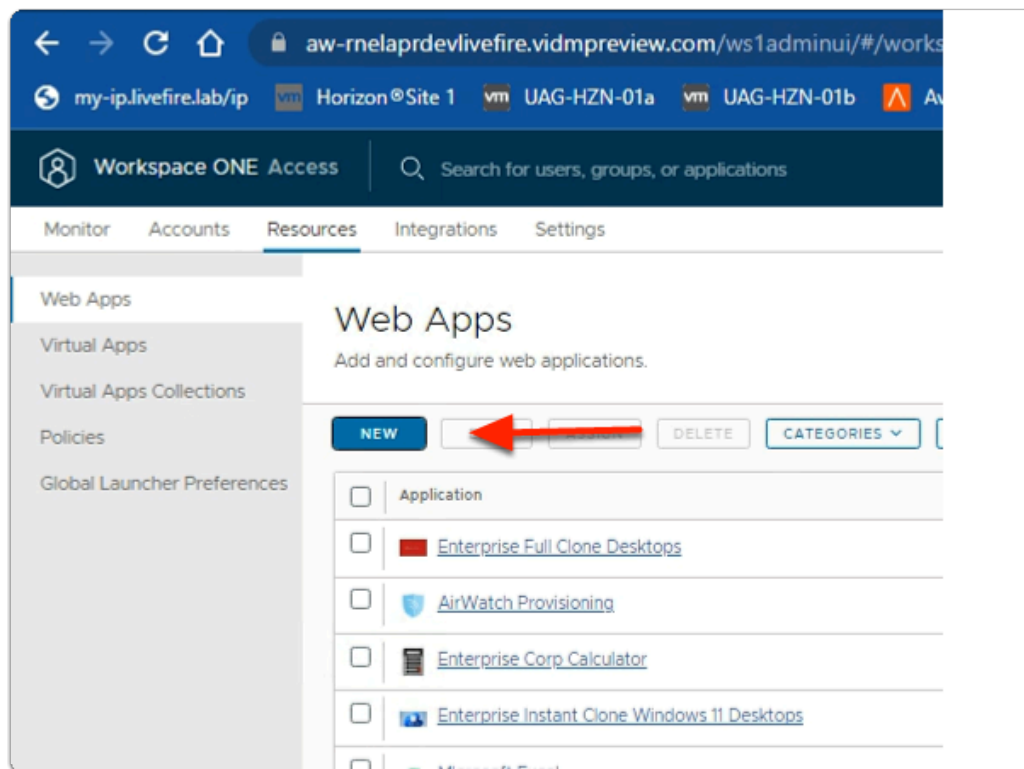 aw-rnelaprdevlivefire.vidmpreview.com/ws1adminui/#/works
my-ip.livefire.lab/ip vm Horizon®Site 1 vm UAG-HZN-01a vm UAG-HZN-01b
Workspace ONE Access Search for users, groups, or applications
Monitor Accounts Resources Integrations Settings
Web Apps
Virtual Apps
Virtual Apps Collections
Policies
Global Launcher Preferences
Web Apps
Add and configure web applications.
NEW DELETE CATEGORIES
Application
Enterprise Full Clone Desktops
AirWatch Provisioning
Enterprise Corp Calculator
Enterprise Instant Clone Windows 11 Desktops